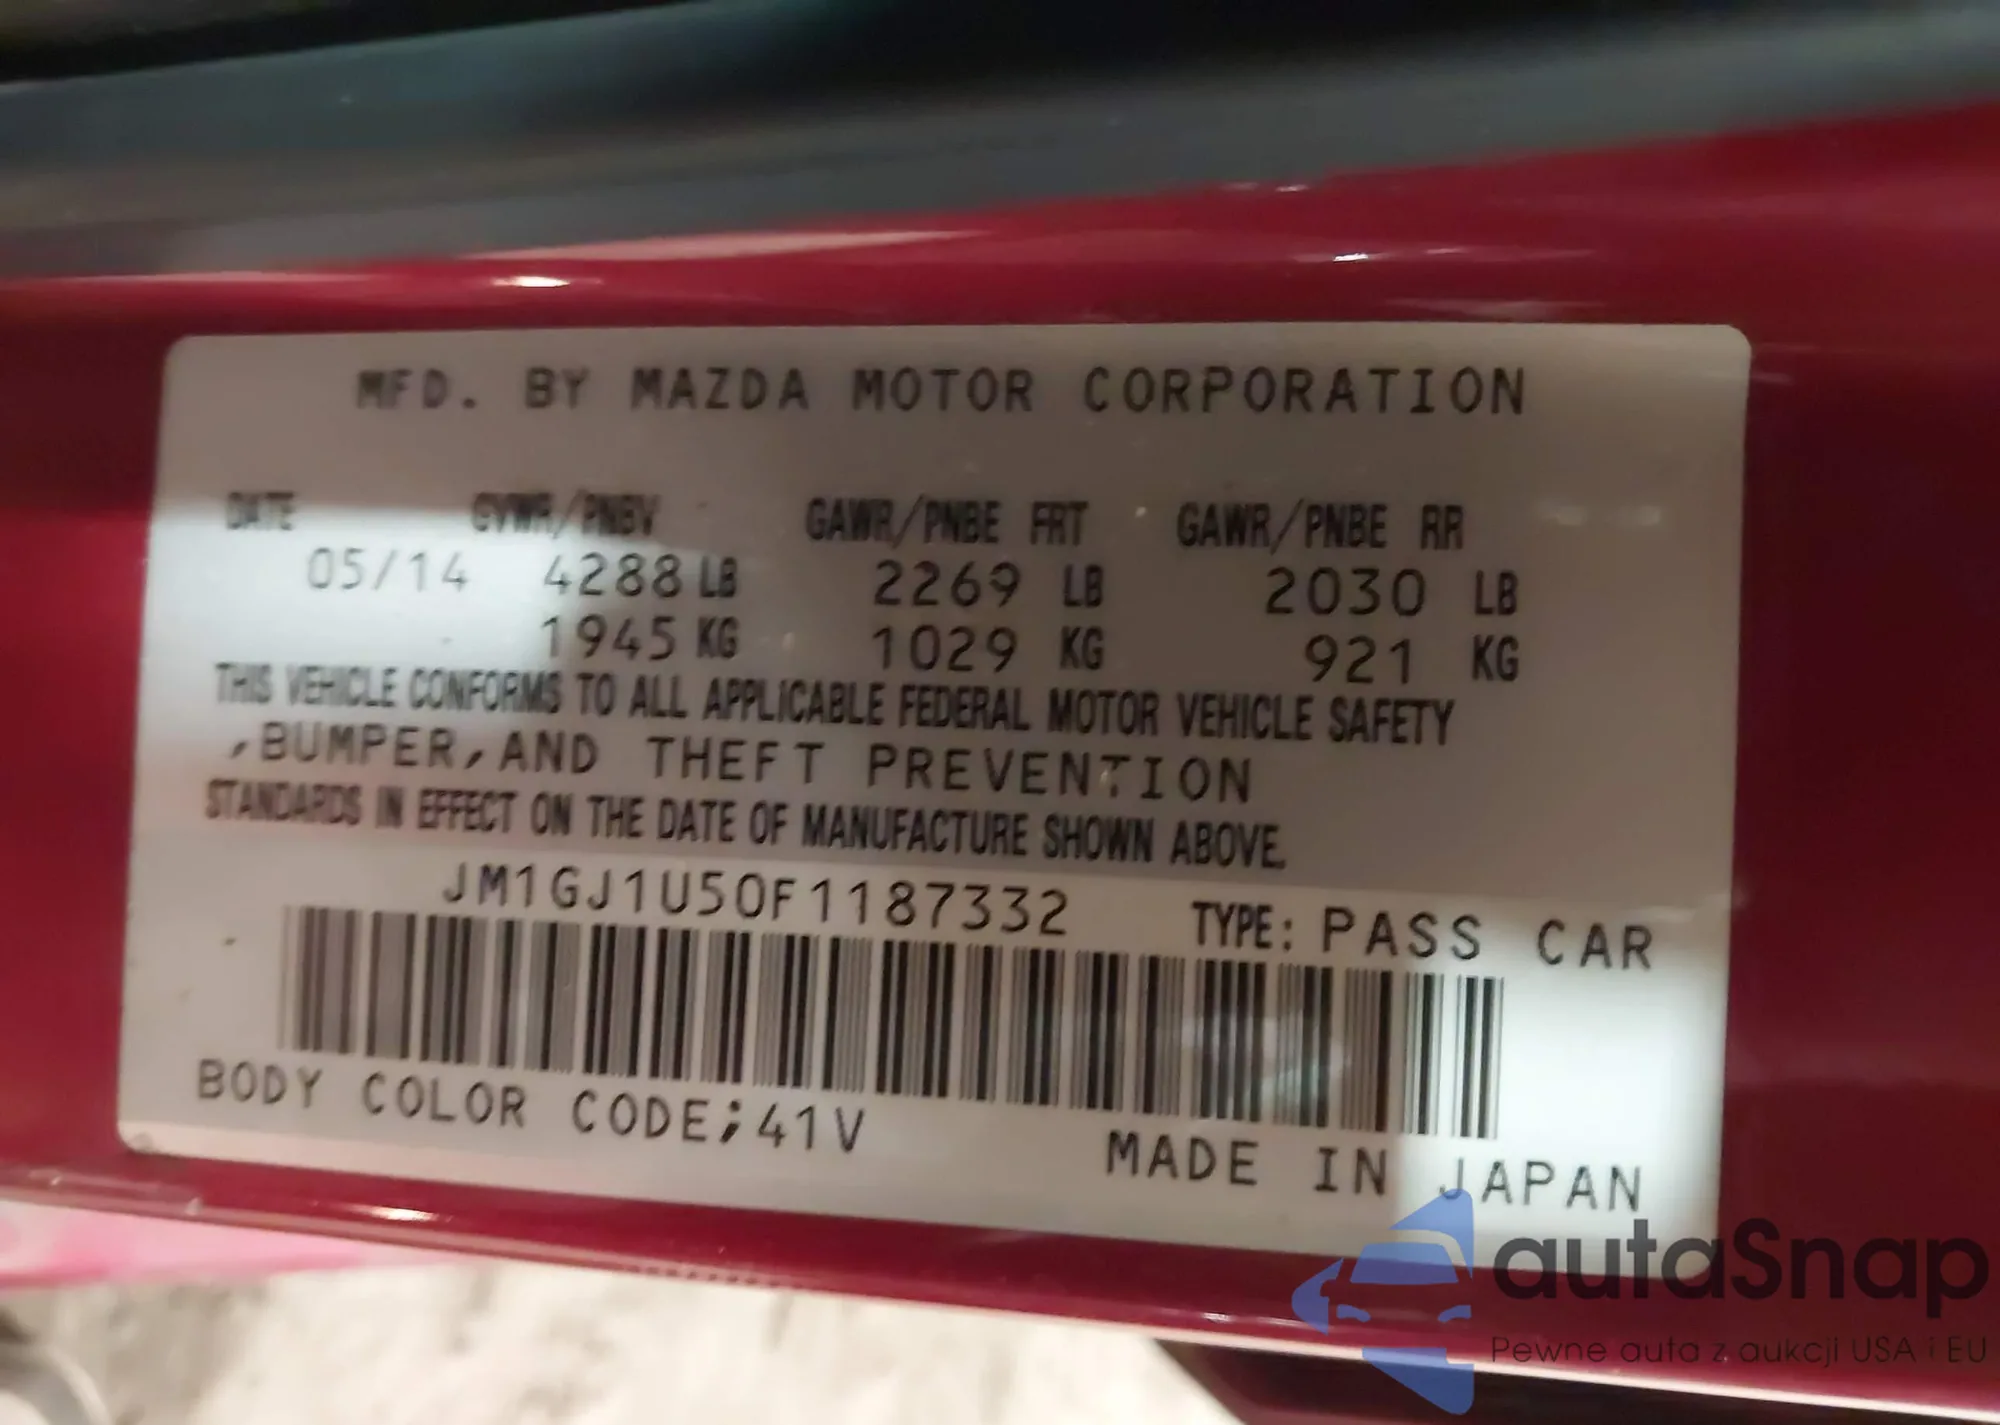 MFD. BY MAZDA MOTOR CORPORATION
DATE GVWR/PNBV GAWR/PNBE FRT GAWR/PNBE RR
05/14 4288 LB 2269 LB 2030 LB
1945 KG 1029 KG 921 KG
THIS VEHICLE CONFORMS TO ALL APPLICABLE FEDERAL MOTOR VEHICLE SAFETY
,BUMPER,AND THEFT PREVENTION
STANDARDS IN EFFECT ON THE DATE OF MANUFACTURE SHOWN ABOVE.
JM1GJ1U50F1187332 TYPE: PASS CAR
BODY COLOR CODE;41V
MADE IN JAPAN
autaSnap
Pewne auta z aukcji USA i EU